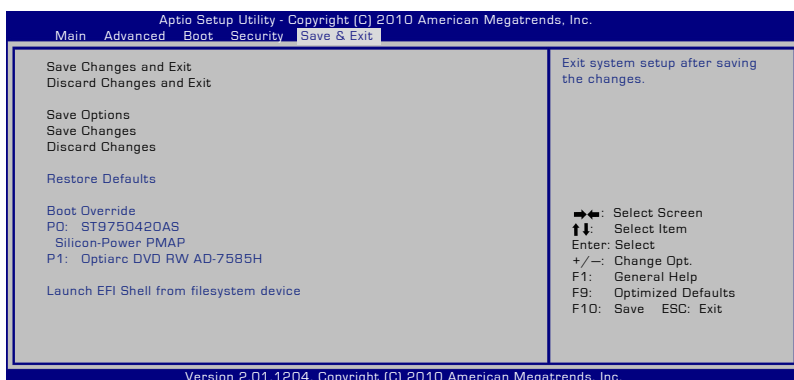 Aptio Setup Utility - Copyright (C) 2010 American Megatrends, Inc.
Main Advanced Boot Security Save & Exit
Save Changes and Exit
Discard Changes and Exit
Save Options
Save Changes
Discard Changes
Restore Defaults
Boot Override
P0: ST9750420AS
Silicon-Power PMAP
P1: Optiarc DVD RW AD-7585H
Launch EFI Shell from filesystem device
Exit system setup after saving
the changes.
→←: Select Screen
↑↓: Select Item
Enter: Select
+/—: Change Opt.
F1: General Help
F9: Optimized Defaults
F10: Save ESC: Exit
Version 2.01.1204. Copyright (C) 2010 American Megatrends, Inc.